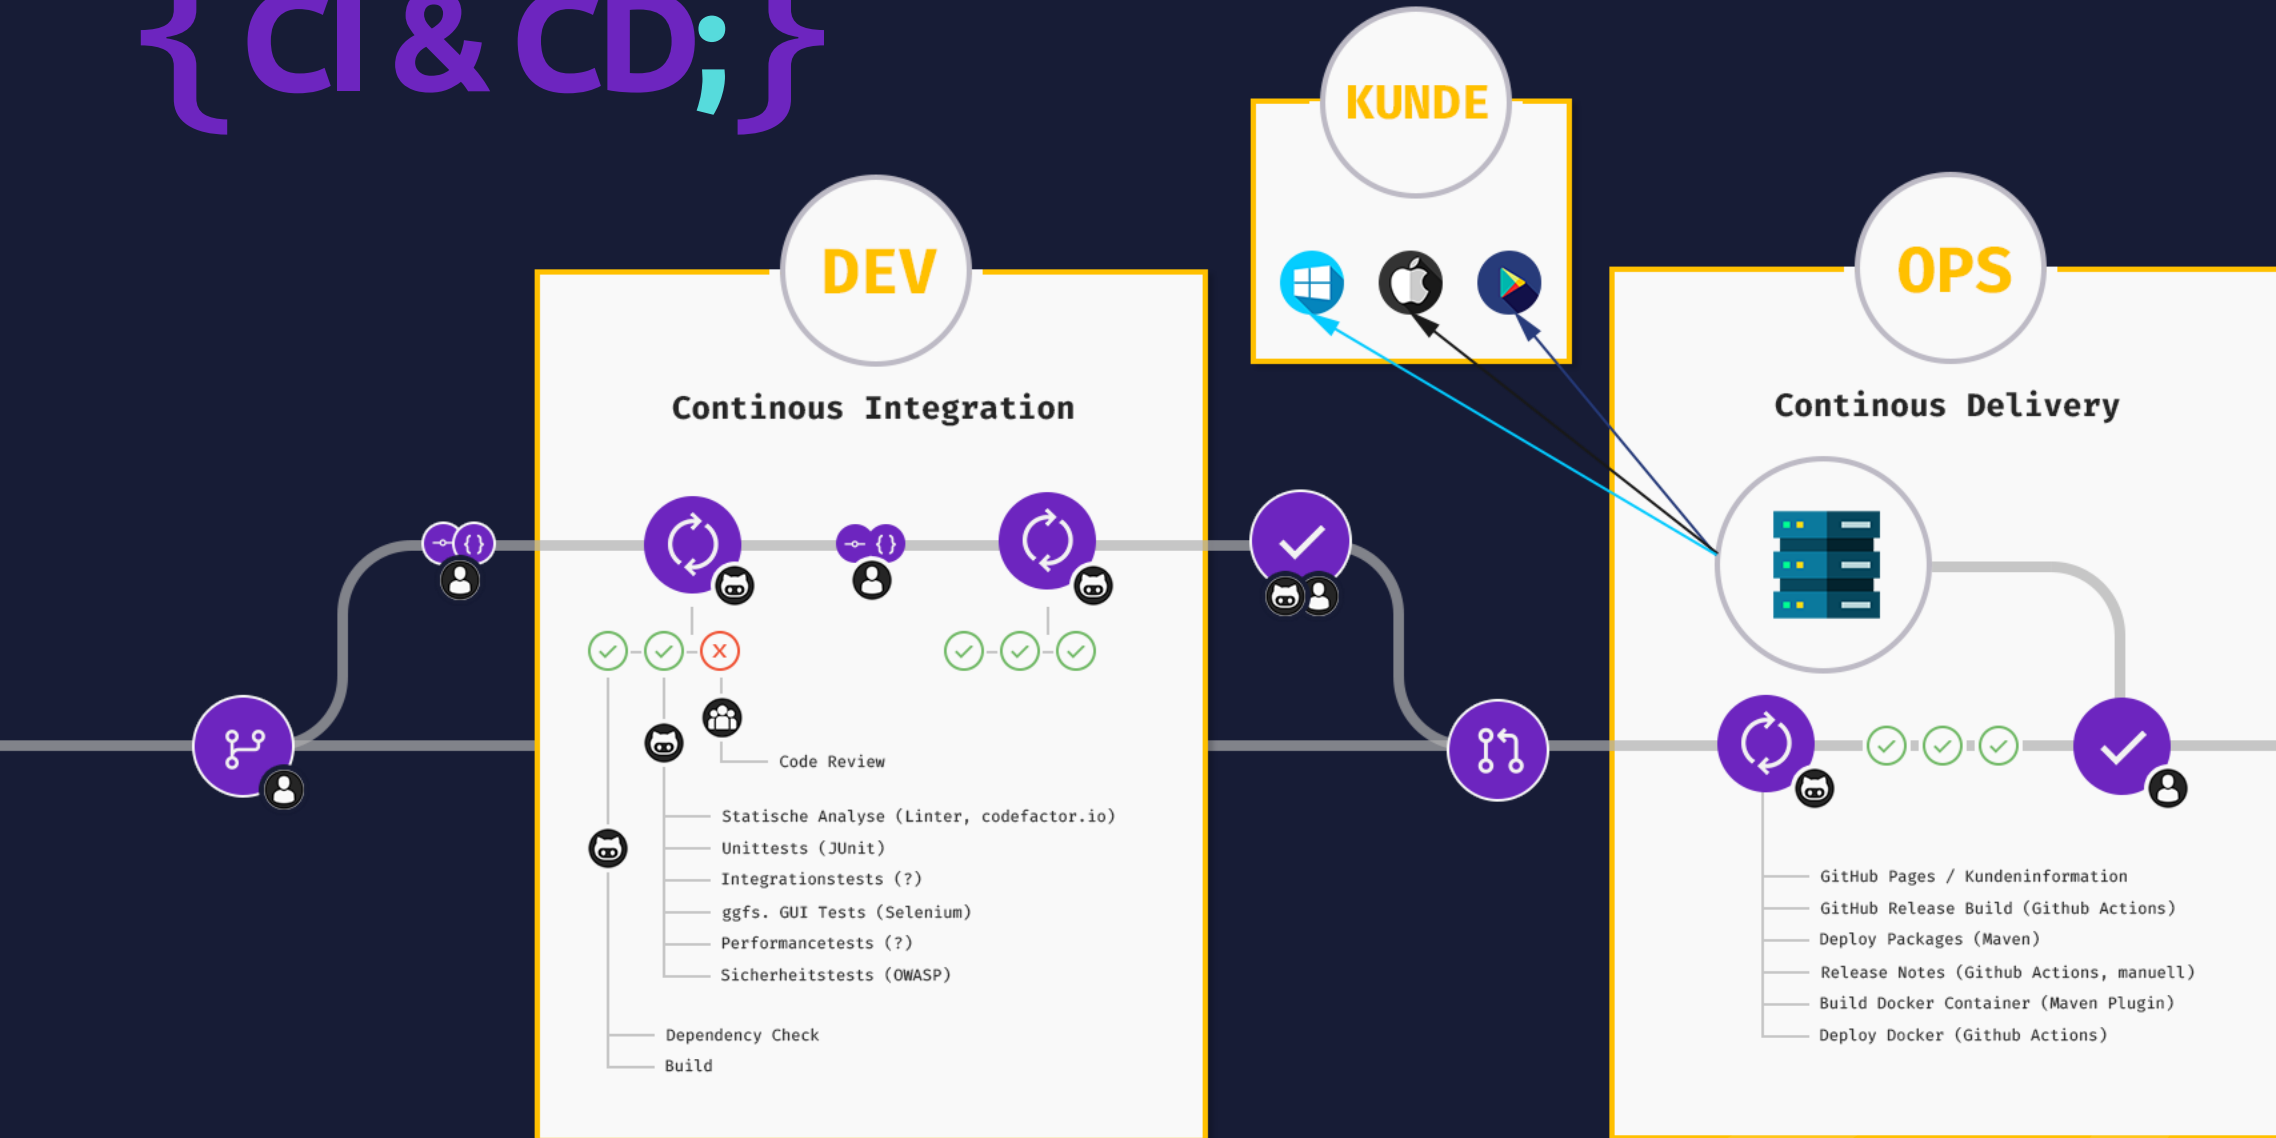 {CI & CD;}
KUNDE
DEV
OPS
Continous Integration
Continous Delivery
Code Review
Statische Analyse (Linter, codefactor.io)
Unittests (JUnit)
Integrationstests (?)
ggfs. GUI Tests (Selenium)
Performancetests (?)
Sicherheitstests (OWASP)
Dependency Check
Build
GitHub Pages / Kundeninformation
GitHub Release Build (Github Actions)
Deploy Packages (Maven)
Release Notes (Github Actions, manuell)
Build Docker Container (Maven Plugin)
Deploy Docker (Github Actions)